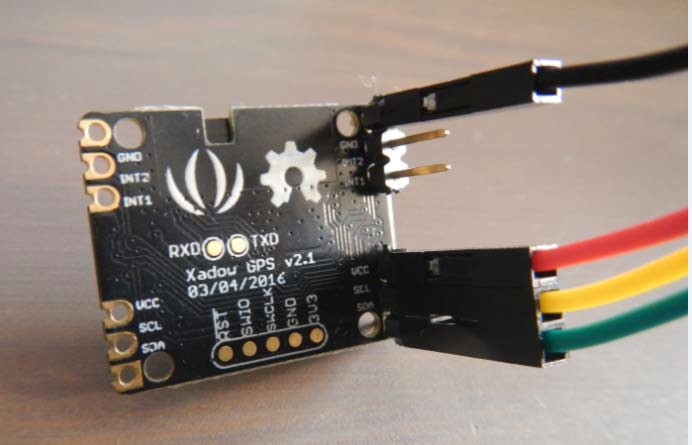 GND
INT2
INT1
GND
INT2
INT1
RXD TXD
Xadow GPS v2.1
03/04/2016
VCC
SCL
SDA
VCC
SCL
SDA
RST
SWIO
SWCLK
GND
3V3